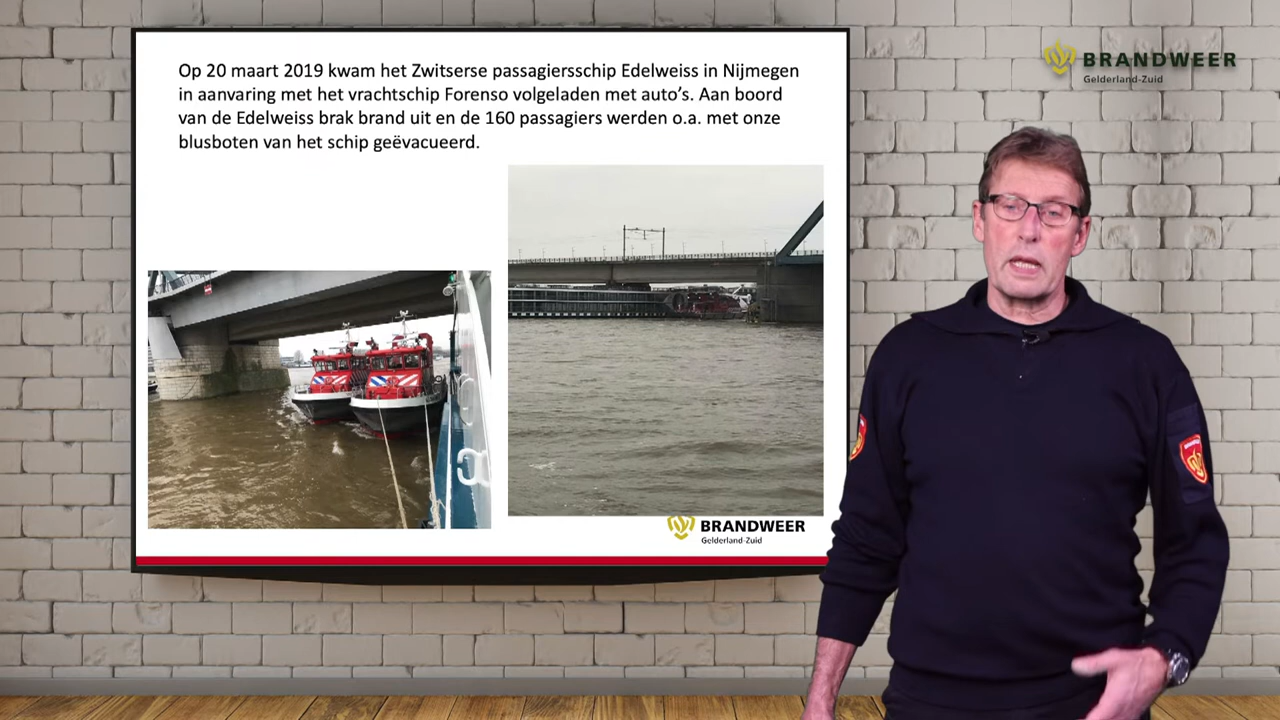 Op 20 maart 2019 kwam het Zwitserse passagiersschip Edelweiss in Nijmegen
in aanvaring met het vrachtschip Forenso volgeladen met auto's. Aan boord
van de Edelweiss brak brand uit en de 160 passagiers werden o.a. met onze
blusboten van het schip geëvacueerd.
BRANDWEER
Gelderland-Zuid
BRANDWEER
Gelderland-Zuid